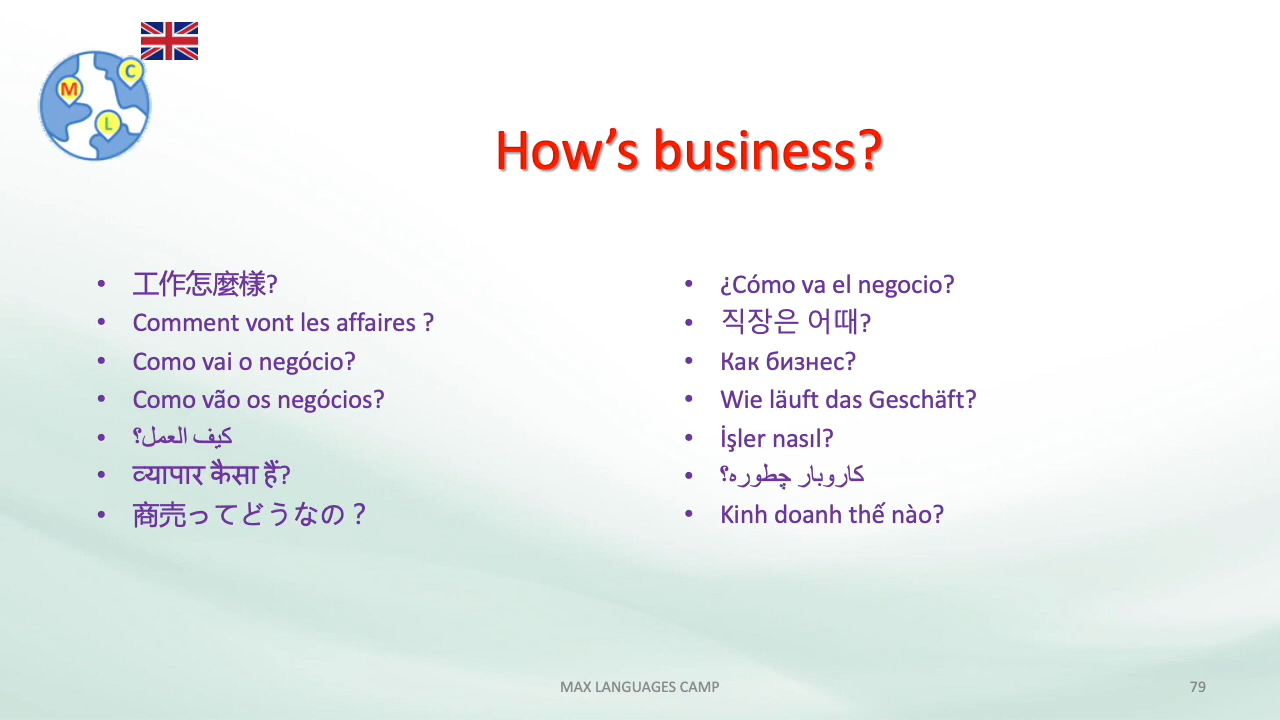 C
M
L
How’s business?
• 工作怎麼樣?
• Comment vont les affaires ?
• Como vai o negócio?
• Como vão os negócios?
• كيف العمل؟
• व्यापार कैसा हैं?
• 商売ってどうなの？
• ¿Cómo va el negocio?
• 직장은 어때?
• Как бизнес?
• Wie läuft das Geschäft?
• İşler nasıl?
• کاروبار چطوره؟
• Kinh doanh thế nào?
MAX LANGUAGES CAMP
79